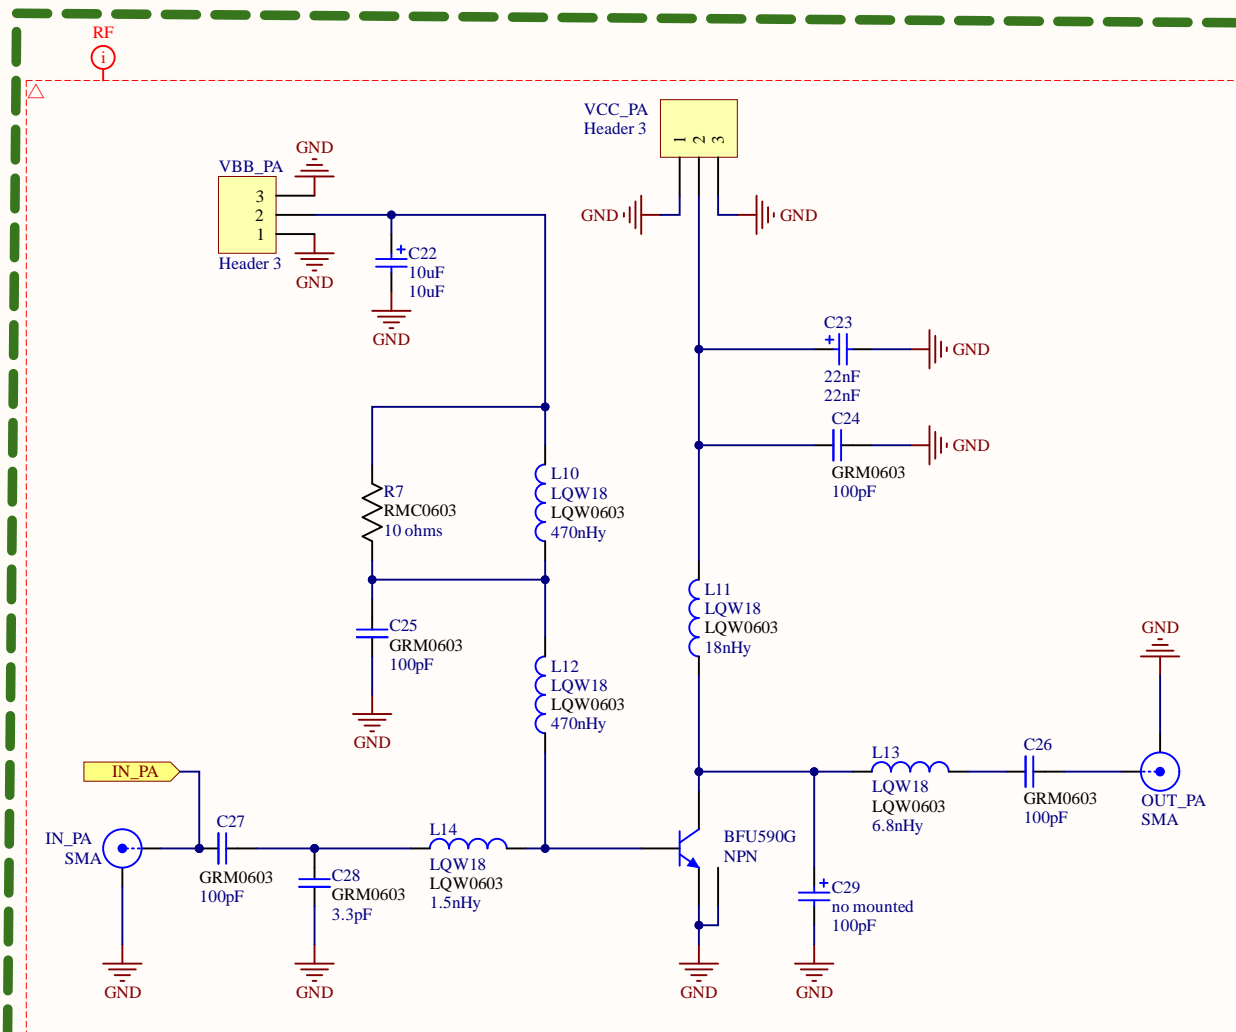 RF
i
VCC_PA
Header 3
1
2
3
GND
GND
GND
VBB_PA
3
2
1
Header 3
GND
C22
10uF
10uF
GND
C23
22nF
22nF
GND
C24
GRM0603
100pF
GND
R7
RMC0603
10 ohms
L10
LQW18
LQW0603
470nHy
C25
GRM0603
100pF
GND
L12
LQW18
LQW0603
470nHy
L11
LQW18
LQW0603
18nHy
GND
IN_PA
IN_PA
SMA
GND
C27
GRM0603
100pF
C28
GRM0603
3.3pF
GND
L14
LQW18
LQW0603
1.5nHy
BFU590G
NPN
GND
L13
LQW18
LQW0603
6.8nHy
C26
GRM0603
100pF
OUT_PA
SMA
C29
no mounted
100pF
GND